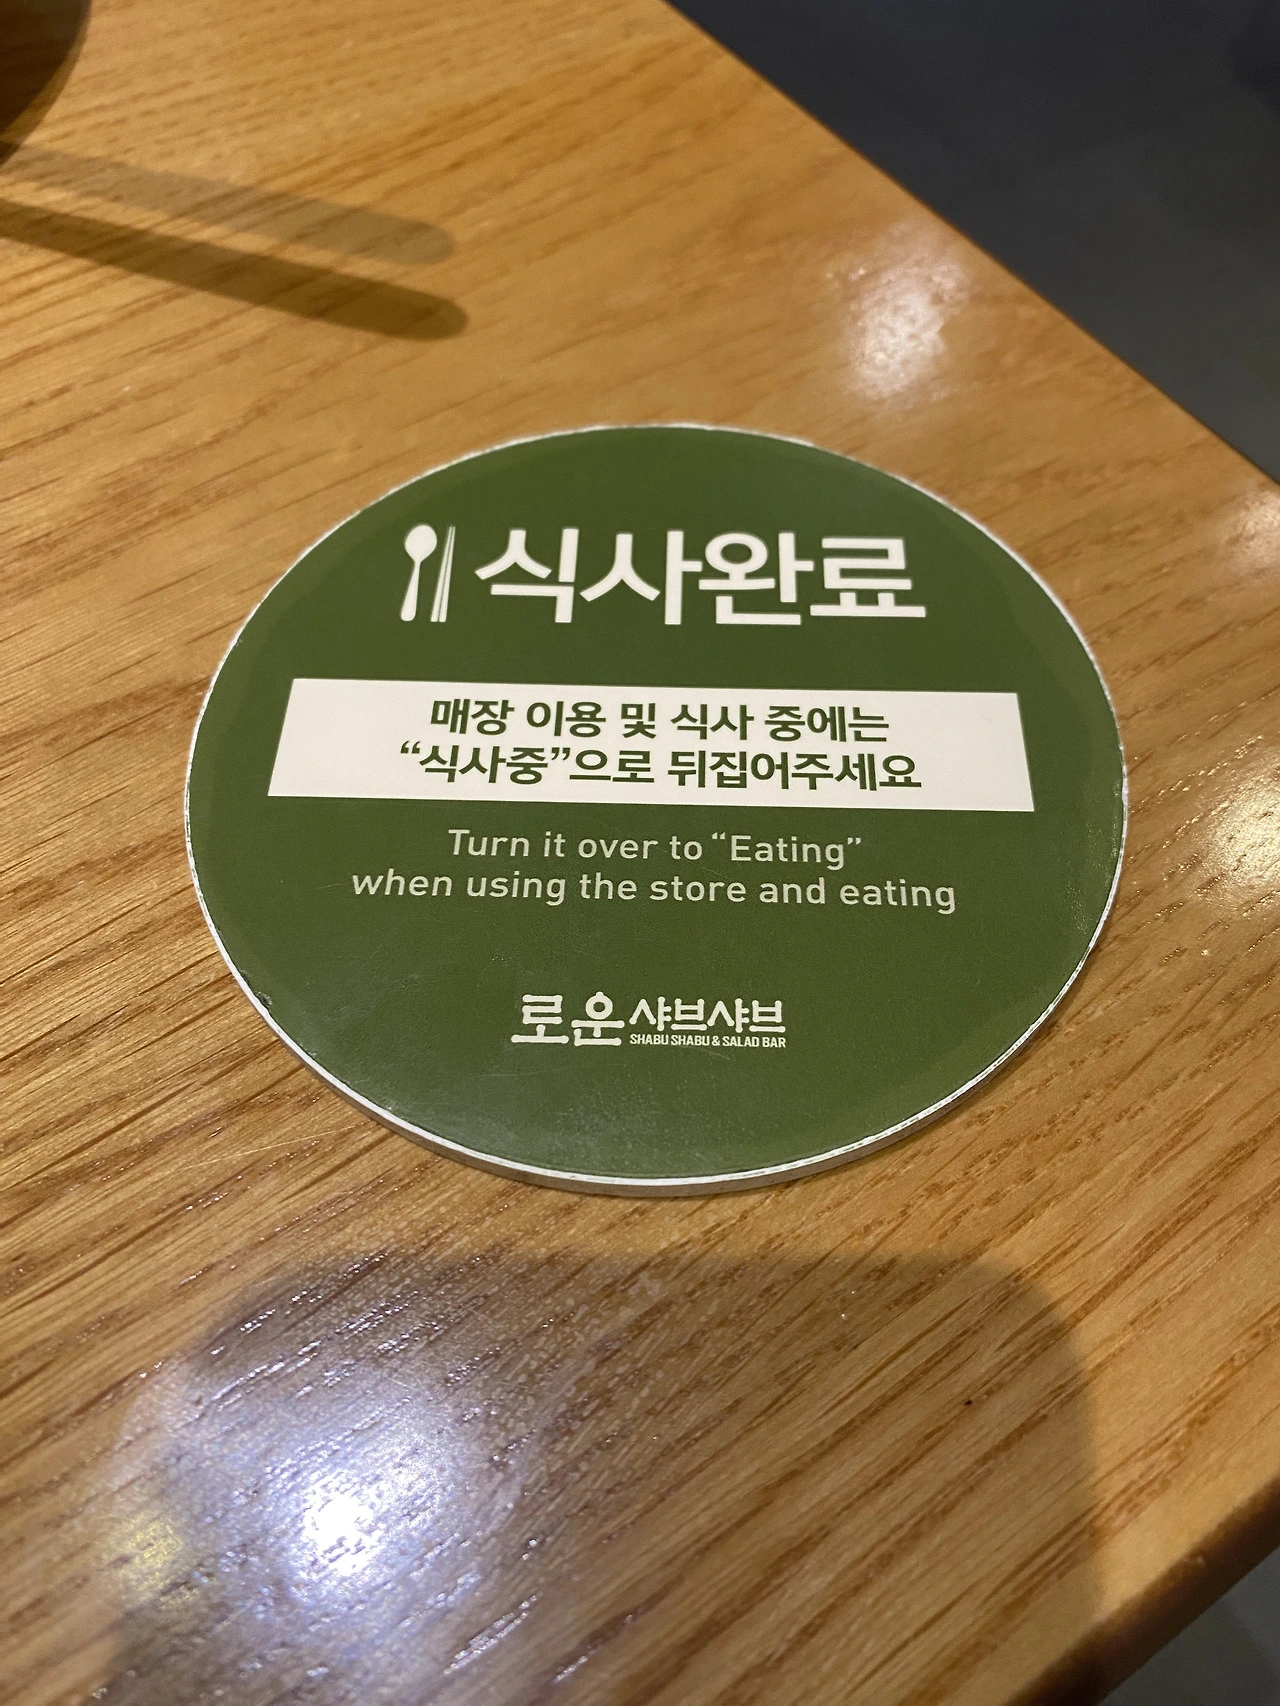 식사완료
매장 이용 및 식사 중에는
“식사중”으로 뒤집어주세요
Turn it over to “Eating”
when using the store and eating
로운 샤브샤브
SHABU SHABU & SALAD BAR